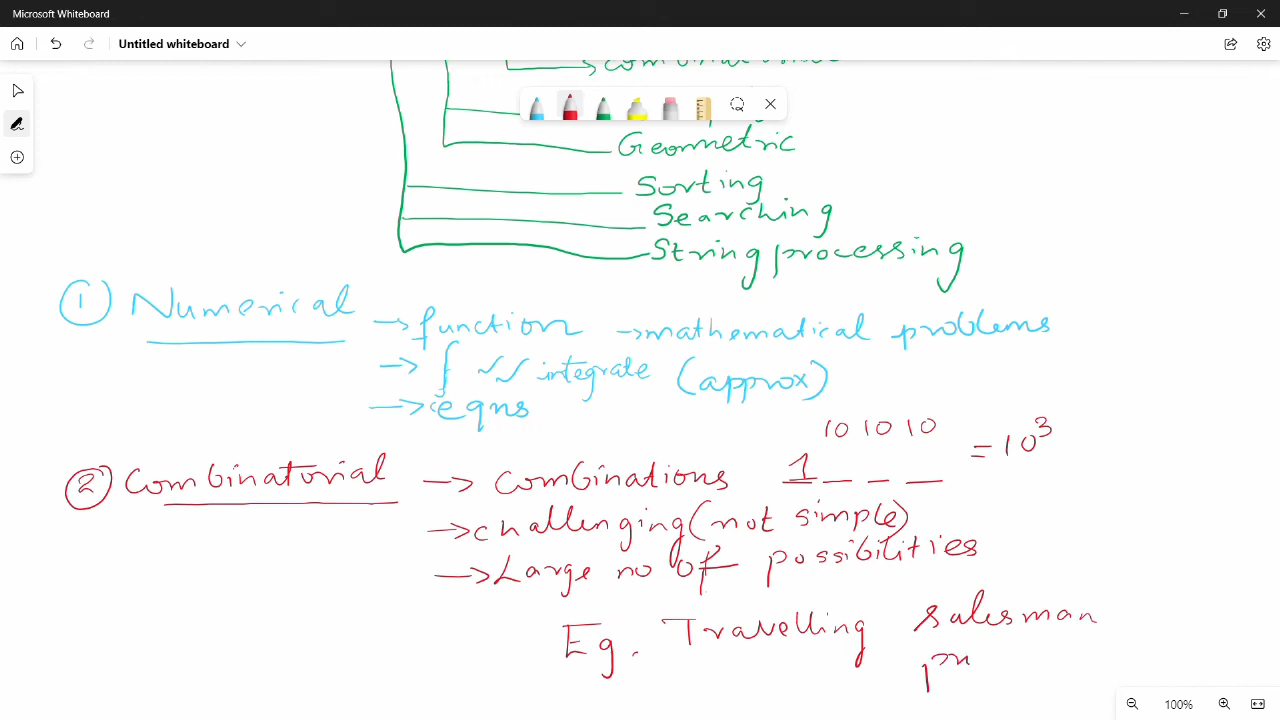 Microsoft Whiteboard
Untitled whiteboard
Geometric
Sorting
Searching
String processing
① Numerical → function → mathematical problems
→ ∫ ✓✓ integrate (approx)
→ eqns
10 10 10 = 10³
② Combinatorial → combinations 1 _ _ _
→ challenging (not simple)
→ Large no of possibilities
Eg. Travelling salesman
pr
100%